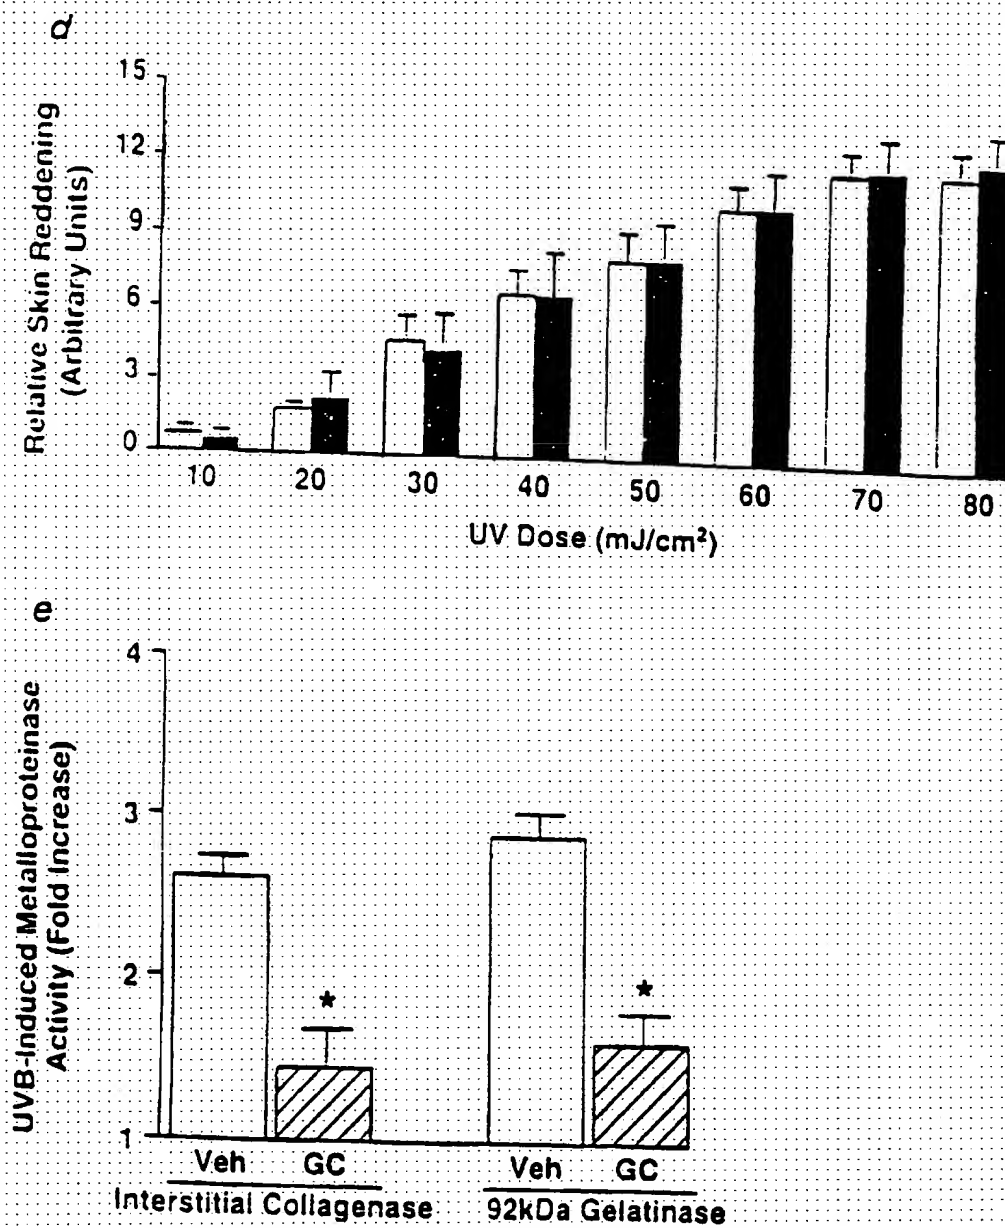 d
15
12
9
6
3
0
Relative Skin Reddening
(Arbitrary Units)
10 20 30 40 50 60 70 80
UV Dose (mJ/cm²)
e
4
3
2
1
UVB-Induced Metalloproteinase
Activity (Fold Increase)
* *
Veh GC Veh GC
Interstitial Collagenase 92kDa Gelatinase